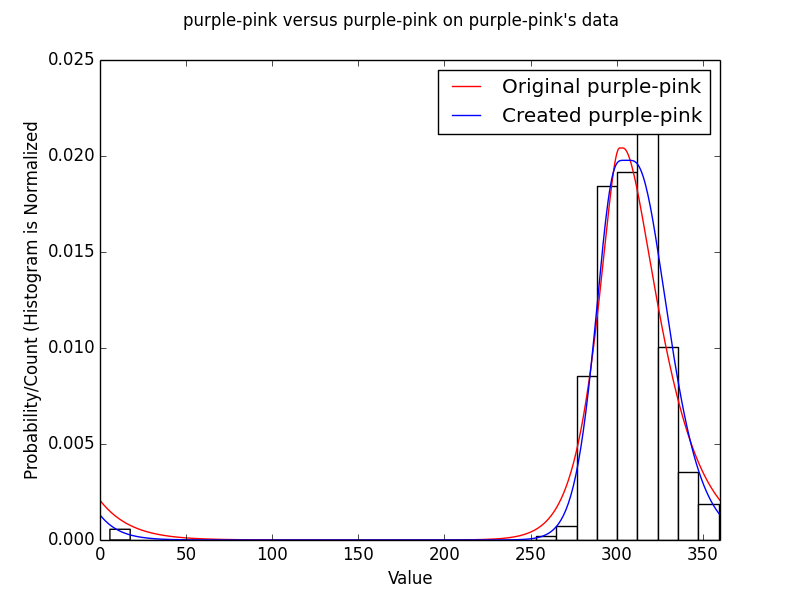 purple-pink versus purple-pink on purple-pink's data
0.025
0.020
0.015
0.010
0.005
0.000
Probability/Count (Histogram is Normalized
Original purple-pink
Created purple-pink
0 50 100 150 200 250 300 350
Value